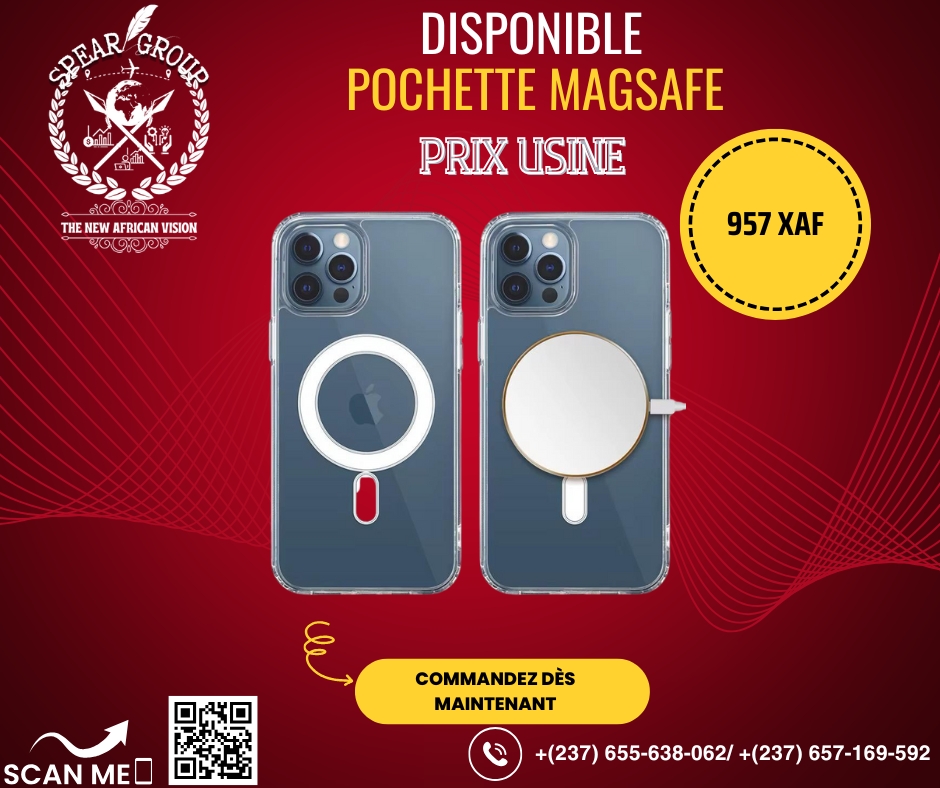 SPEAR GROUP
THE NEW AFRICAN VISION
DISPONIBLE
POCHETTE MAGSAFE
PRIX USINE
957 XAF
COMMANDEZ DÈS
MAINTENANT
SCAN ME
+(237) 655-638-062/ +(237) 657-169-592